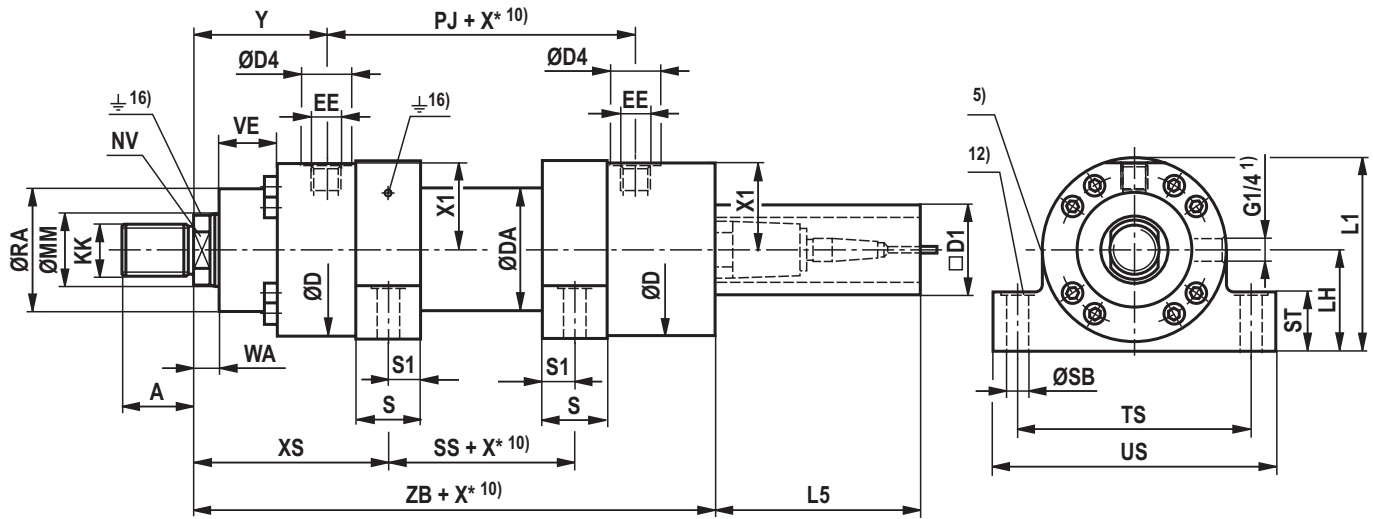 Y
PJ + X* 10)
ØD4
ØD4
EE
EE
⏚ 16)
⏚ 16)
5)
VE
NV
12)
G1/4 1)
X1
X1
L1
ØRA
ØMM
KK
ØDA
□D1
ØD
ØD
LH
ST
WA
S1
S1
ØSB
A
S
S
TS
XS
SS + X* 10)
US
ZB + X* 10)
L5